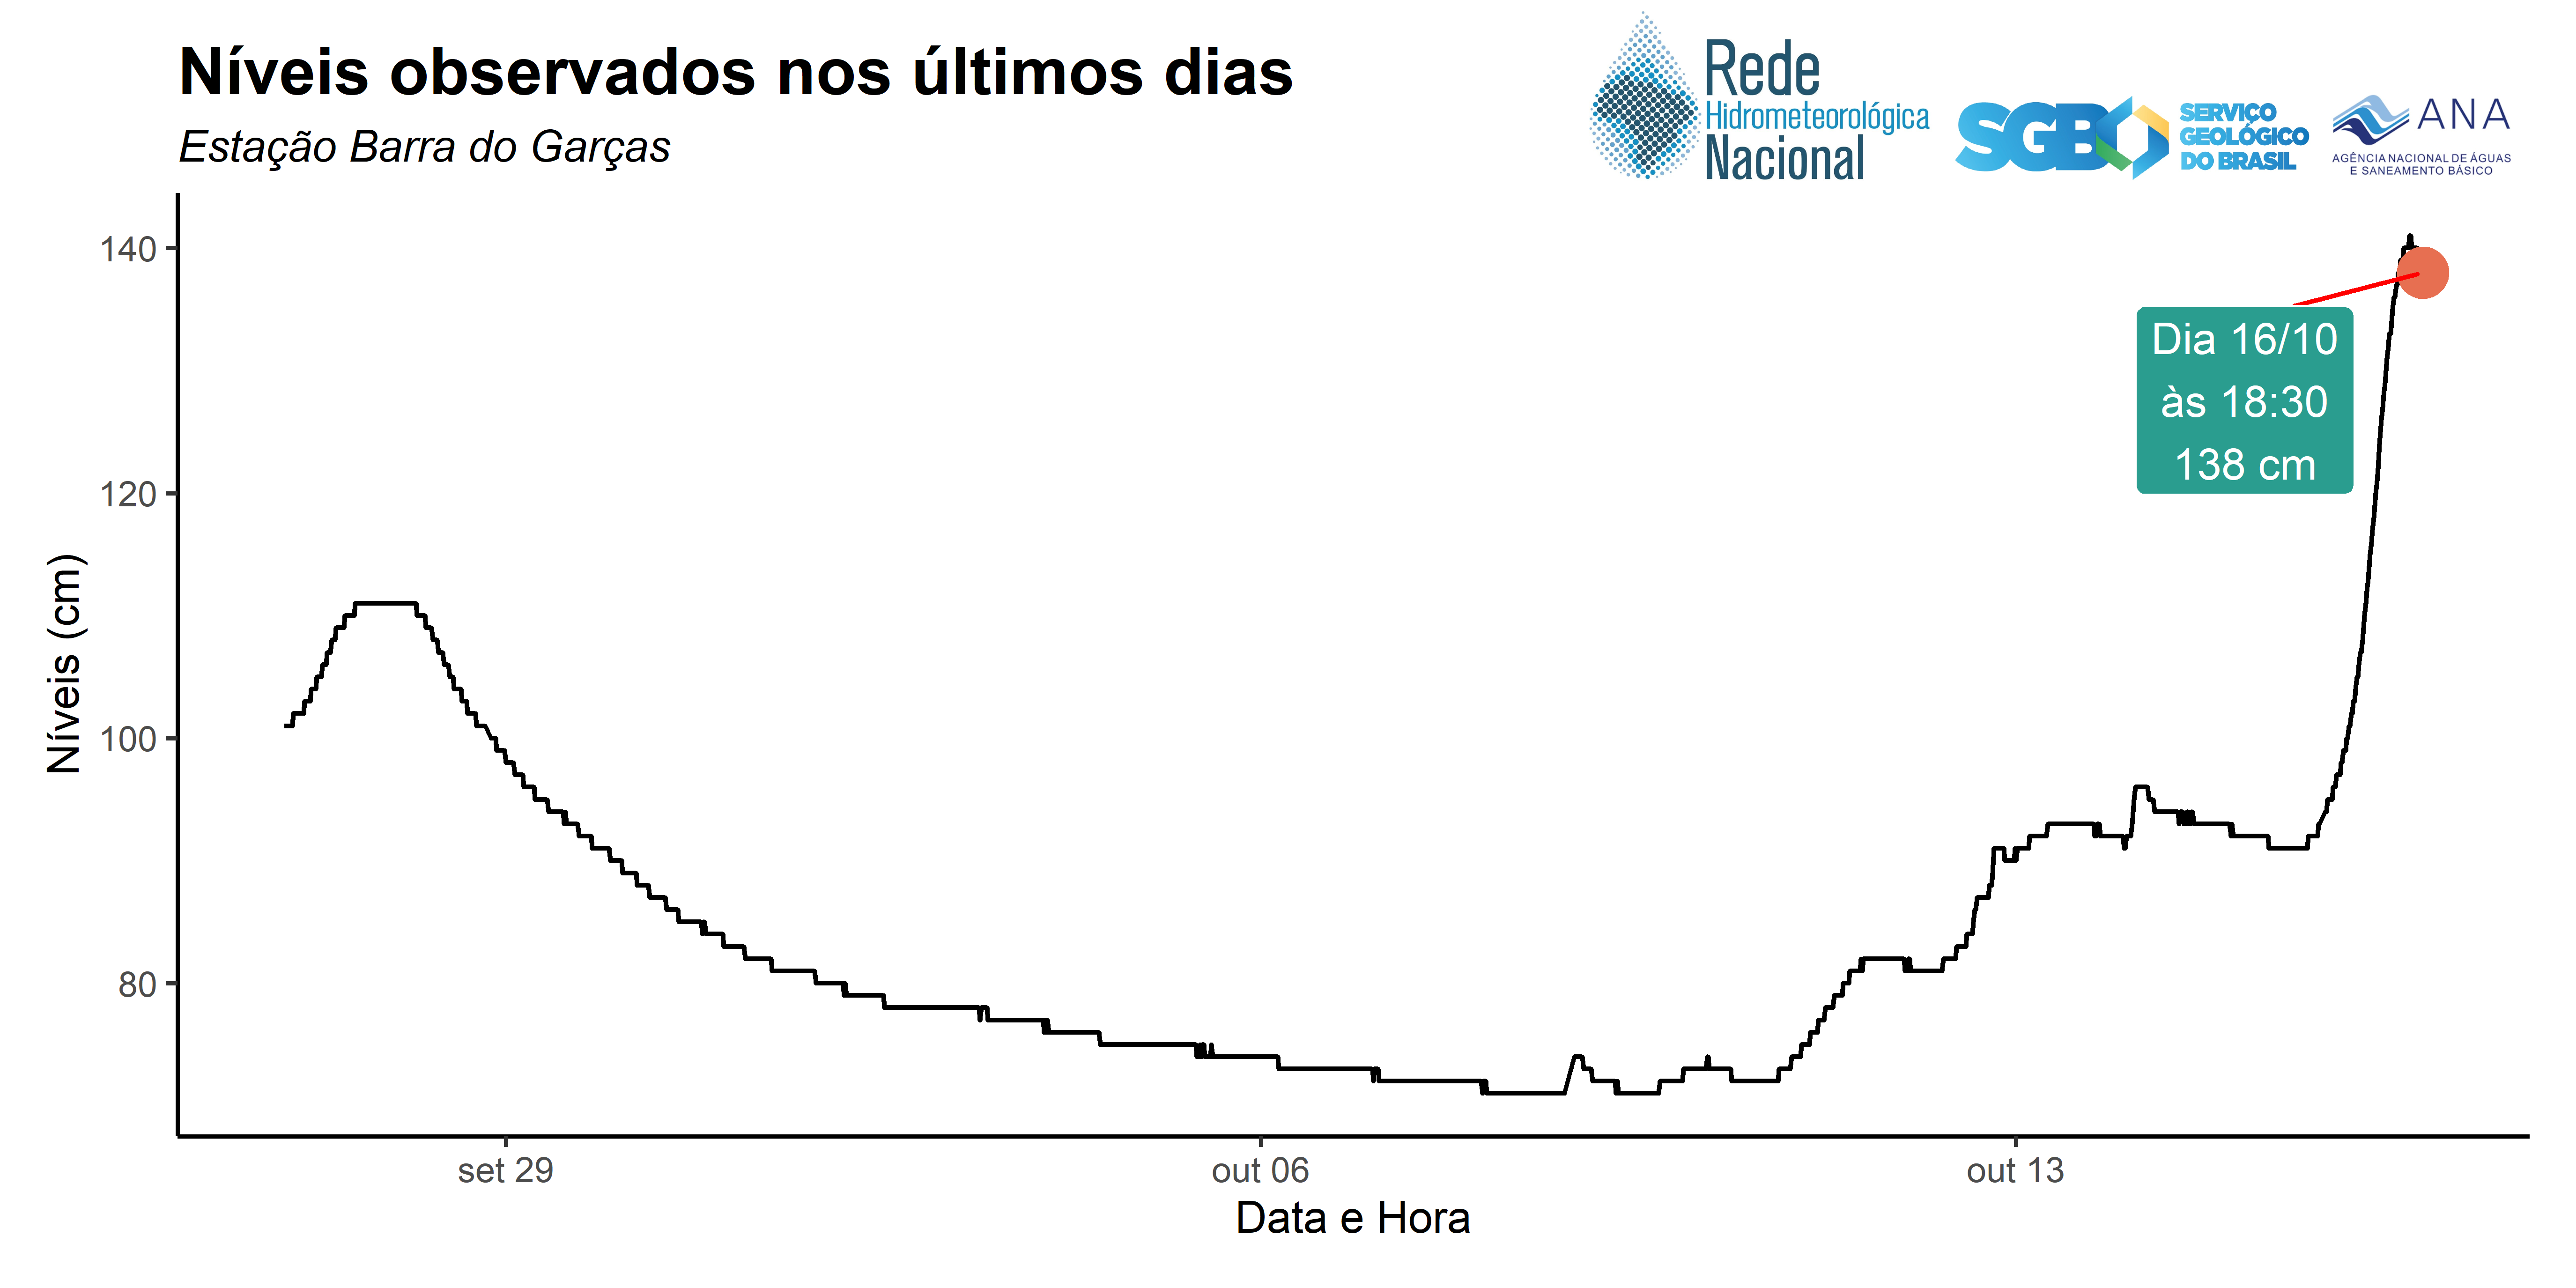 Níveis observados nos últimos dias
Estação Barra do Garças
Rede
Hidrometeorológica
Nacional
SGB
SERVIÇO
GEOLÓGICO
DO BRASIL
ANA
AGÊNCIA NACIONAL DE ÁGUAS
E SANEAMENTO BÁSICO
140
120
100
80
Níveis (cm)
Dia 16/10
às 18:30
138 cm
set 29
out 06
out 13
Data e Hora